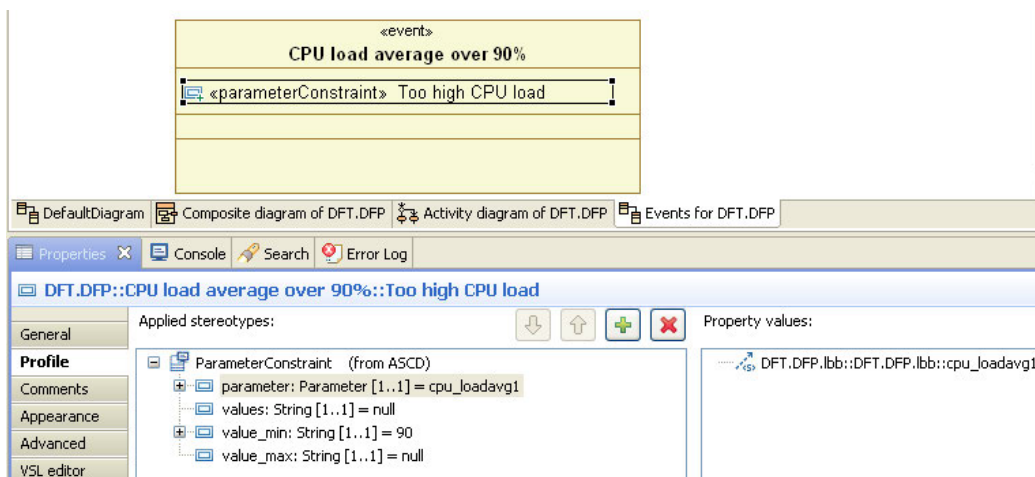 «event»
CPU load average over 90%
«parameterConstraint» Too high CPU load
DefaultDiagram Composite diagram of DFT.DFP Activity diagram of DFT.DFP Events for DFT.DFP
Properties Console Search Error Log
DFT.DFP::CPU load average over 90%::Too high CPU load
Applied stereotypes: Property values:
General
Profile
Comments
Appearance
Advanced
VSL editor
ParameterConstraint (from ASCD)
parameter: Parameter [1..1] = cpu_loadavg1
values: String [1..1] = null
value_min: String [1..1] = 90
value_max: String [1..1] = null
DFT.DFP.lbb::DFT.DFP.lbb::cpu_loadavg1